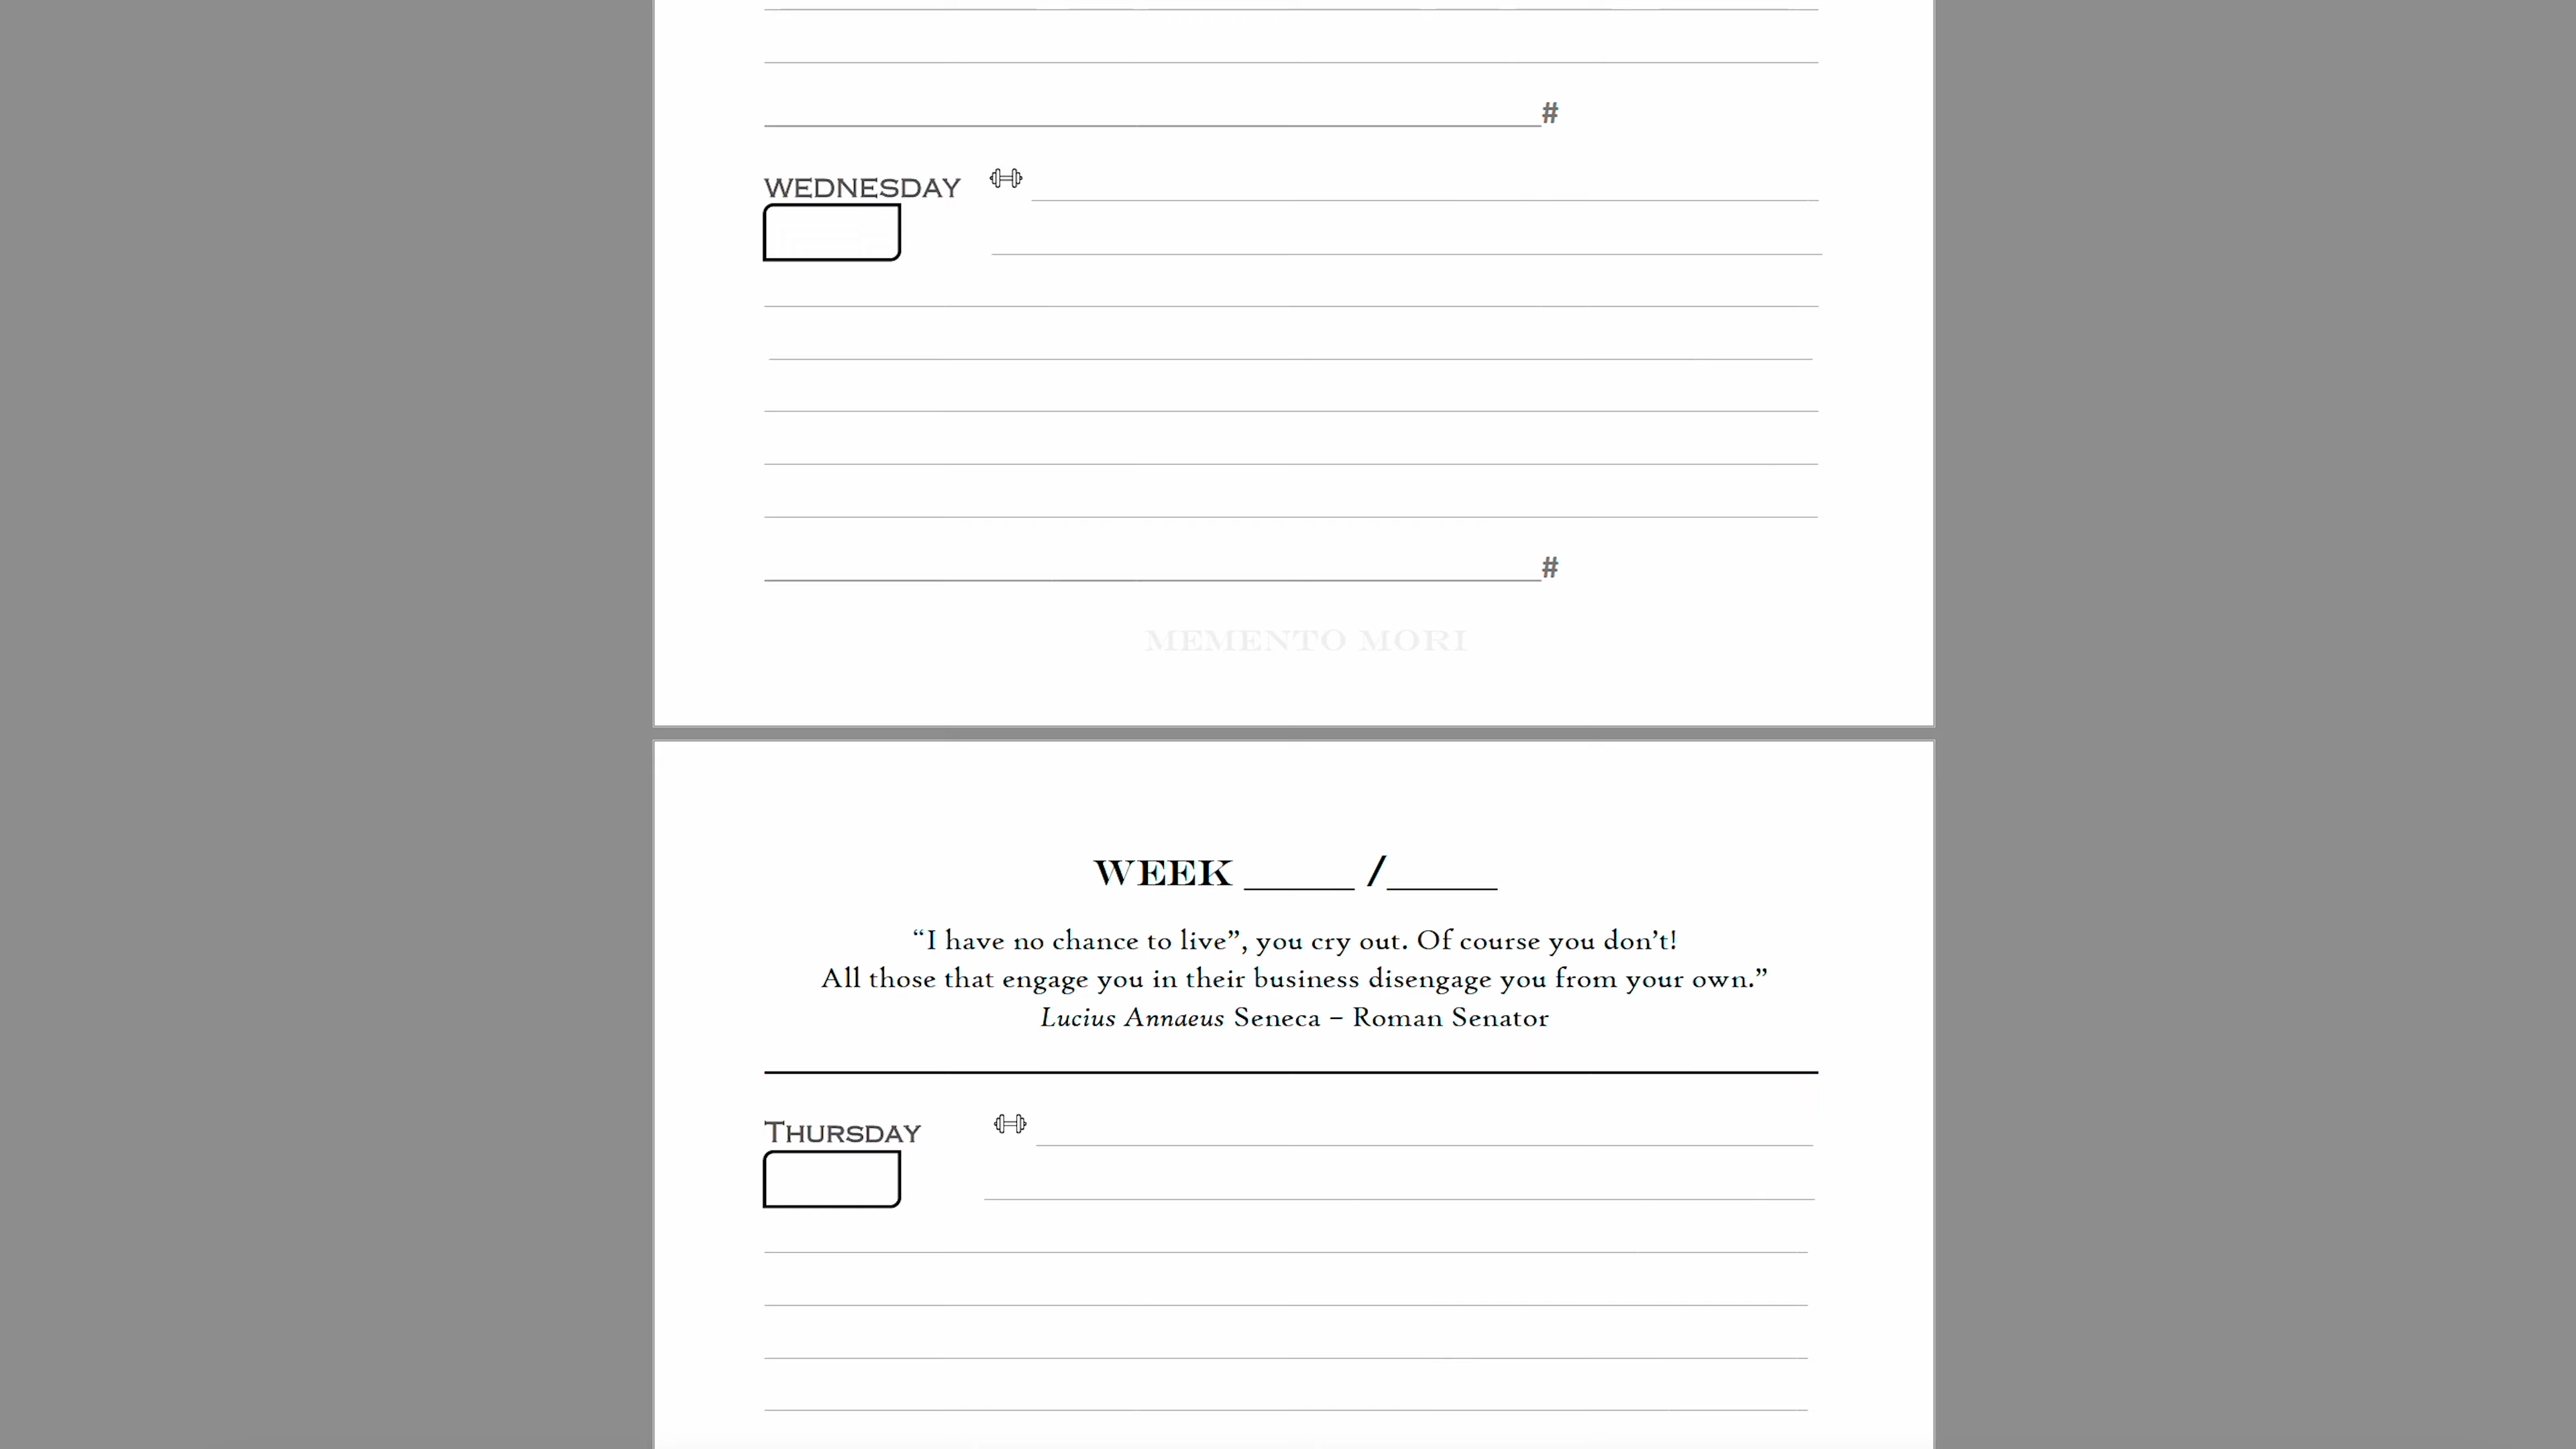 #
WEDNESDAY
#
MEMENTO MORI
WEEK _____ /_____
“I have no chance to live”, you cry out. Of course you don’t!
All those that engage you in their business disengage you from your own.”
Lucius Annaeus Seneca – Roman Senator
THURSDAY